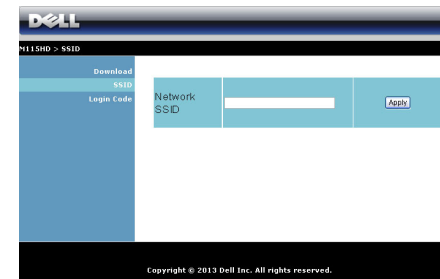 DELL
M115HD > SSID
Download
SSID
Login Code
Network
SSID
Apply
Copyright © 2013 Dell Inc. All rights reserved.